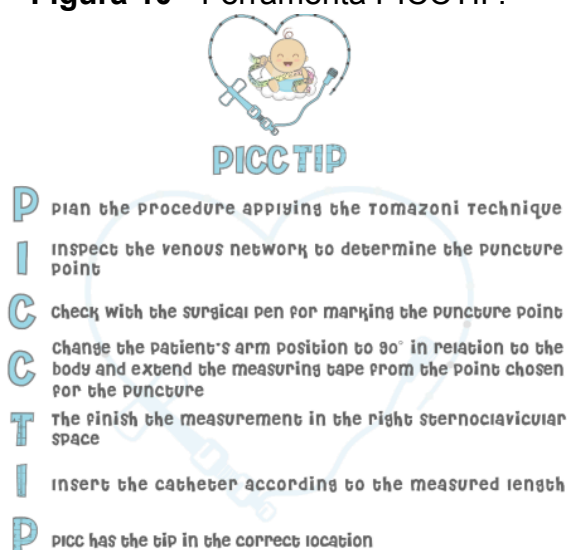 Figura 10 - Ferramenta PICCTIP.
PICC TIP
P Plan the procedure applying the Tomazoni Technique
I Inspect the venous network to determine the puncture
point
C Check with the surgical pen for marking the puncture point
C Change the patient's arm position to 90° in relation to the
body and extend the measuring tape from the point chosen
for the puncture
T The finish the measurement in the right sternoclavicular
space
I Insert the catheter according to the measured length
P PICC has the tip in the correct location